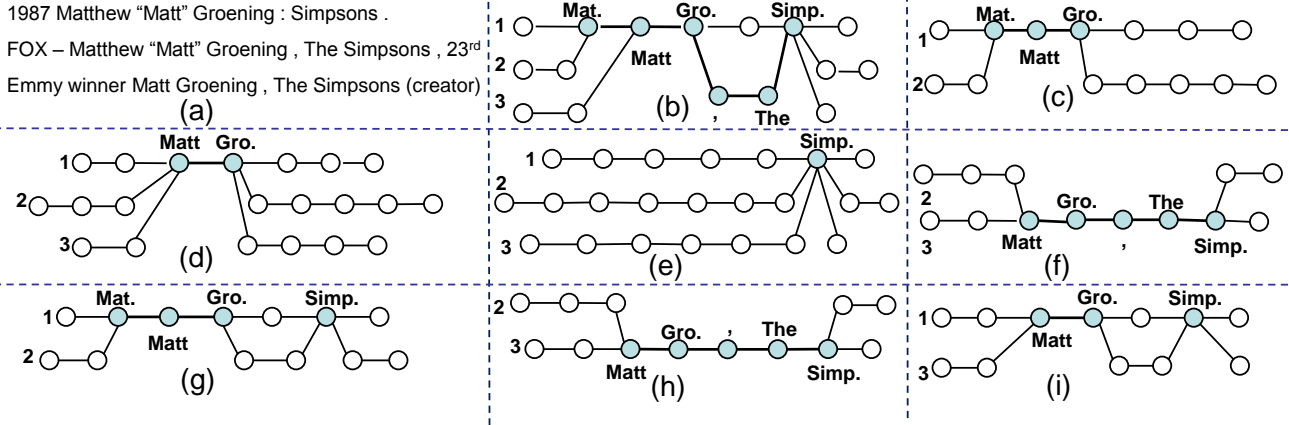 1987 Matthew “Matt” Groening : Simpsons .
FOX – Matthew “Matt” Groening , The Simpsons , 23rd
Emmy winner Matt Groening , The Simpsons (creator)
(a)
Mat. Gro. Simp.
1
Matt
2
3
, The
(b)
Mat. Gro.
1
Matt
2
(c)
Matt Gro.
1
2
3
(d)
Simp.
1
2
3
(e)
2
Gro. The
3
Matt , Simp.
(f)
Mat. Gro. Simp.
1
Matt
2
(g)
2
Gro. , The
3
Matt Simp.
(h)
Gro. Simp.
1
Matt
3
(i)